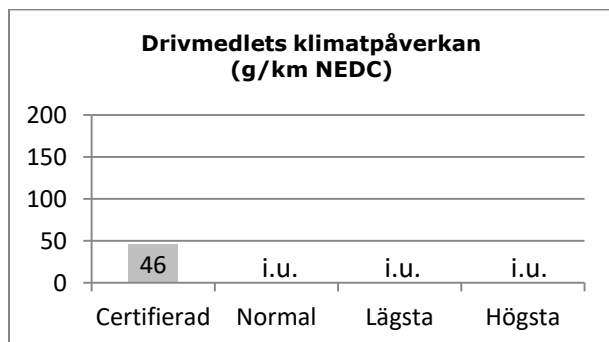 Drivmedlets klimatpåverkan
(g/km NEDC)
200
150
100
50
0
46 i.u. i.u. i.u.
Certifierad Normal Lägsta Högsta